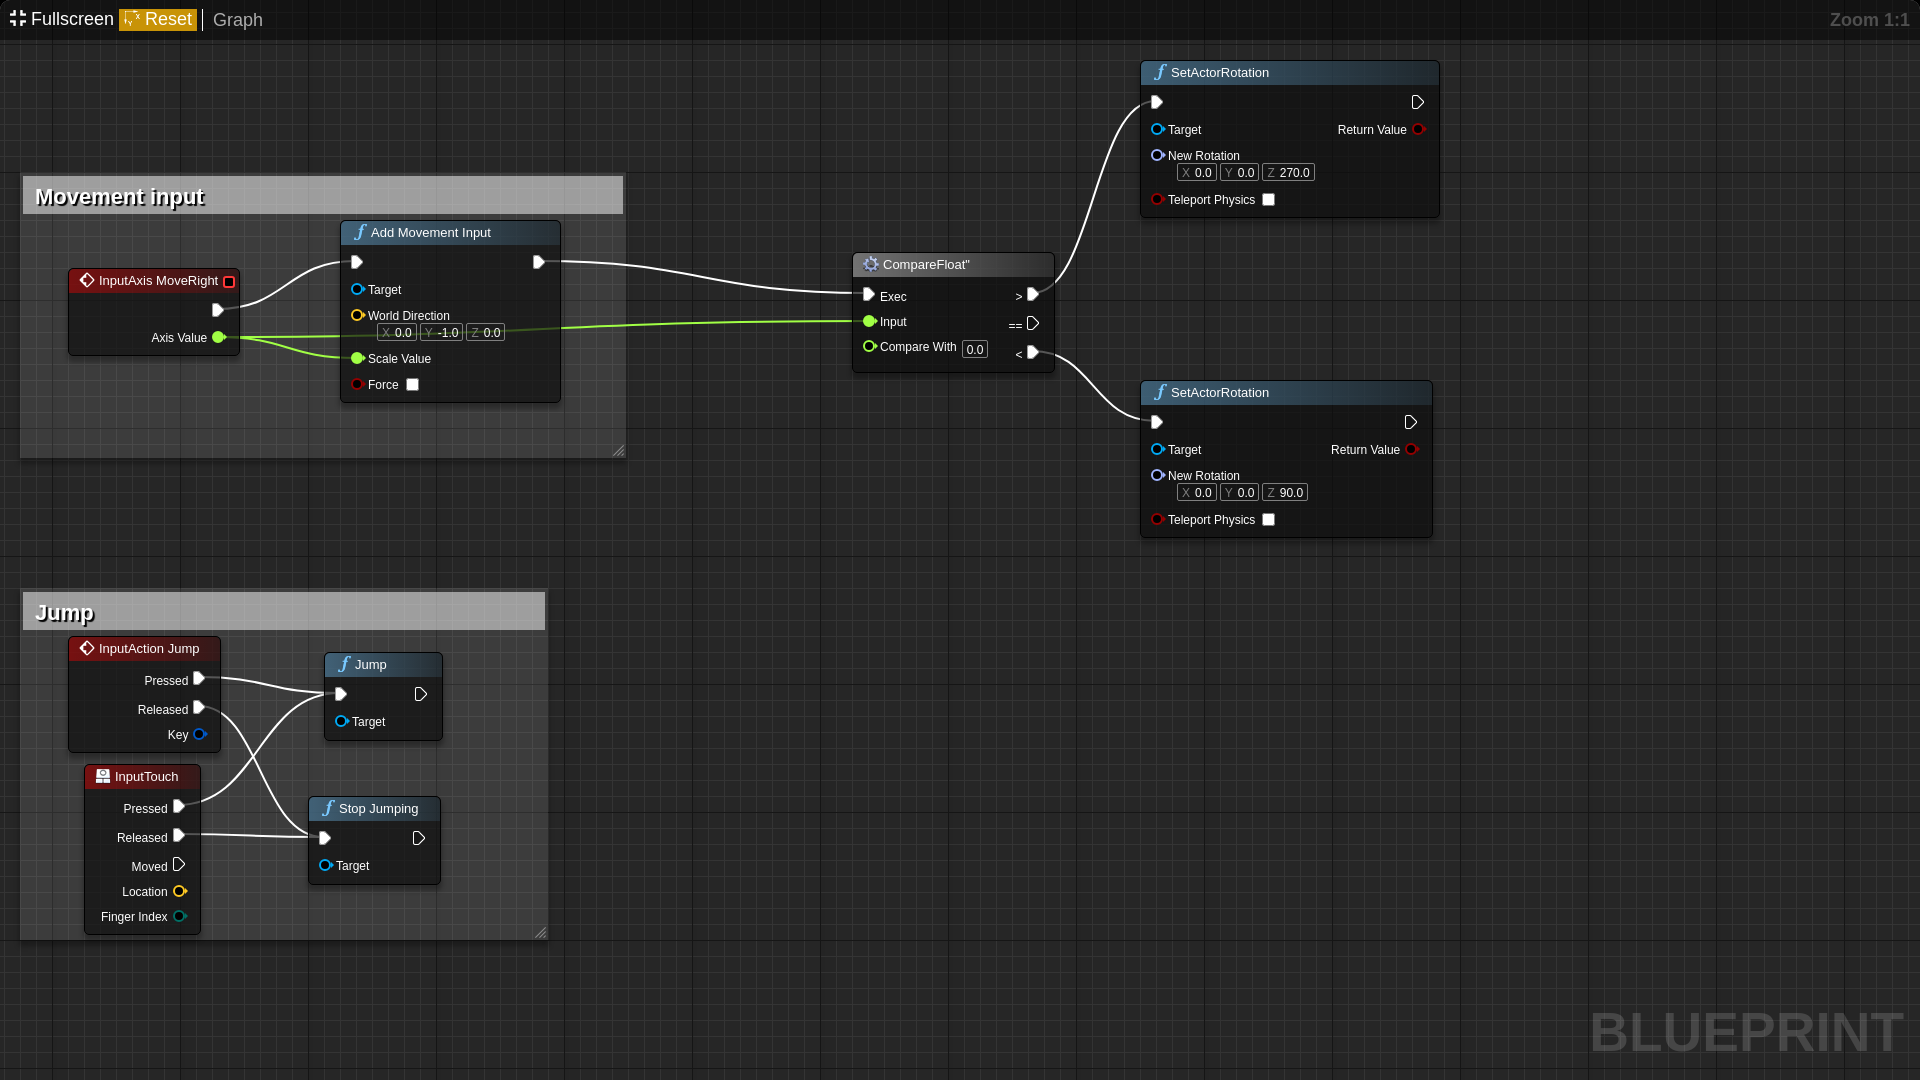 Fullscreen Reset Graph Zoom 1:1
SetActorRotation
Target Return Value
New Rotation
X 0.0 Y 0.0 Z 270.0
Teleport Physics
Movement input
Add Movement Input
Target
World Direction
X 0.0 Y -1.0 Z 0.0
Scale Value
Force
InputAxis MoveRight
Axis Value
CompareFloat"
Exec >
Input ==
Compare With 0.0 <
SetActorRotation
Target Return Value
New Rotation
X 0.0 Y 0.0 Z 90.0
Teleport Physics
Jump
InputAction Jump
Pressed
Released
Key
Jump
Target
InputTouch
Pressed
Released
Moved
Location
Finger Index
Stop Jumping
Target
BLUEPRINT